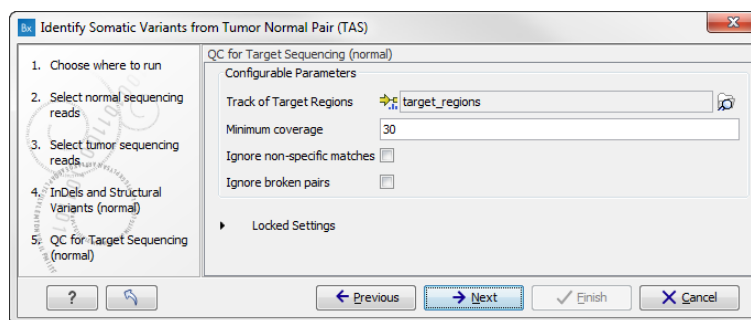 Bx Identify Somatic Variants from Tumor Normal Pair (TAS)
1. Choose where to run
2. Select normal sequencing
reads
3. Select tumor sequencing
reads
4. InDels and Structural
Variants (normal)
5. QC for Target Sequencing
(normal)
QC for Target Sequencing (normal)
Configurable Parameters
Track of Target Regions target_regions
Minimum coverage 30
Ignore non-specific matches
Ignore broken pairs
Locked Settings
? Previous Next Finish Cancel